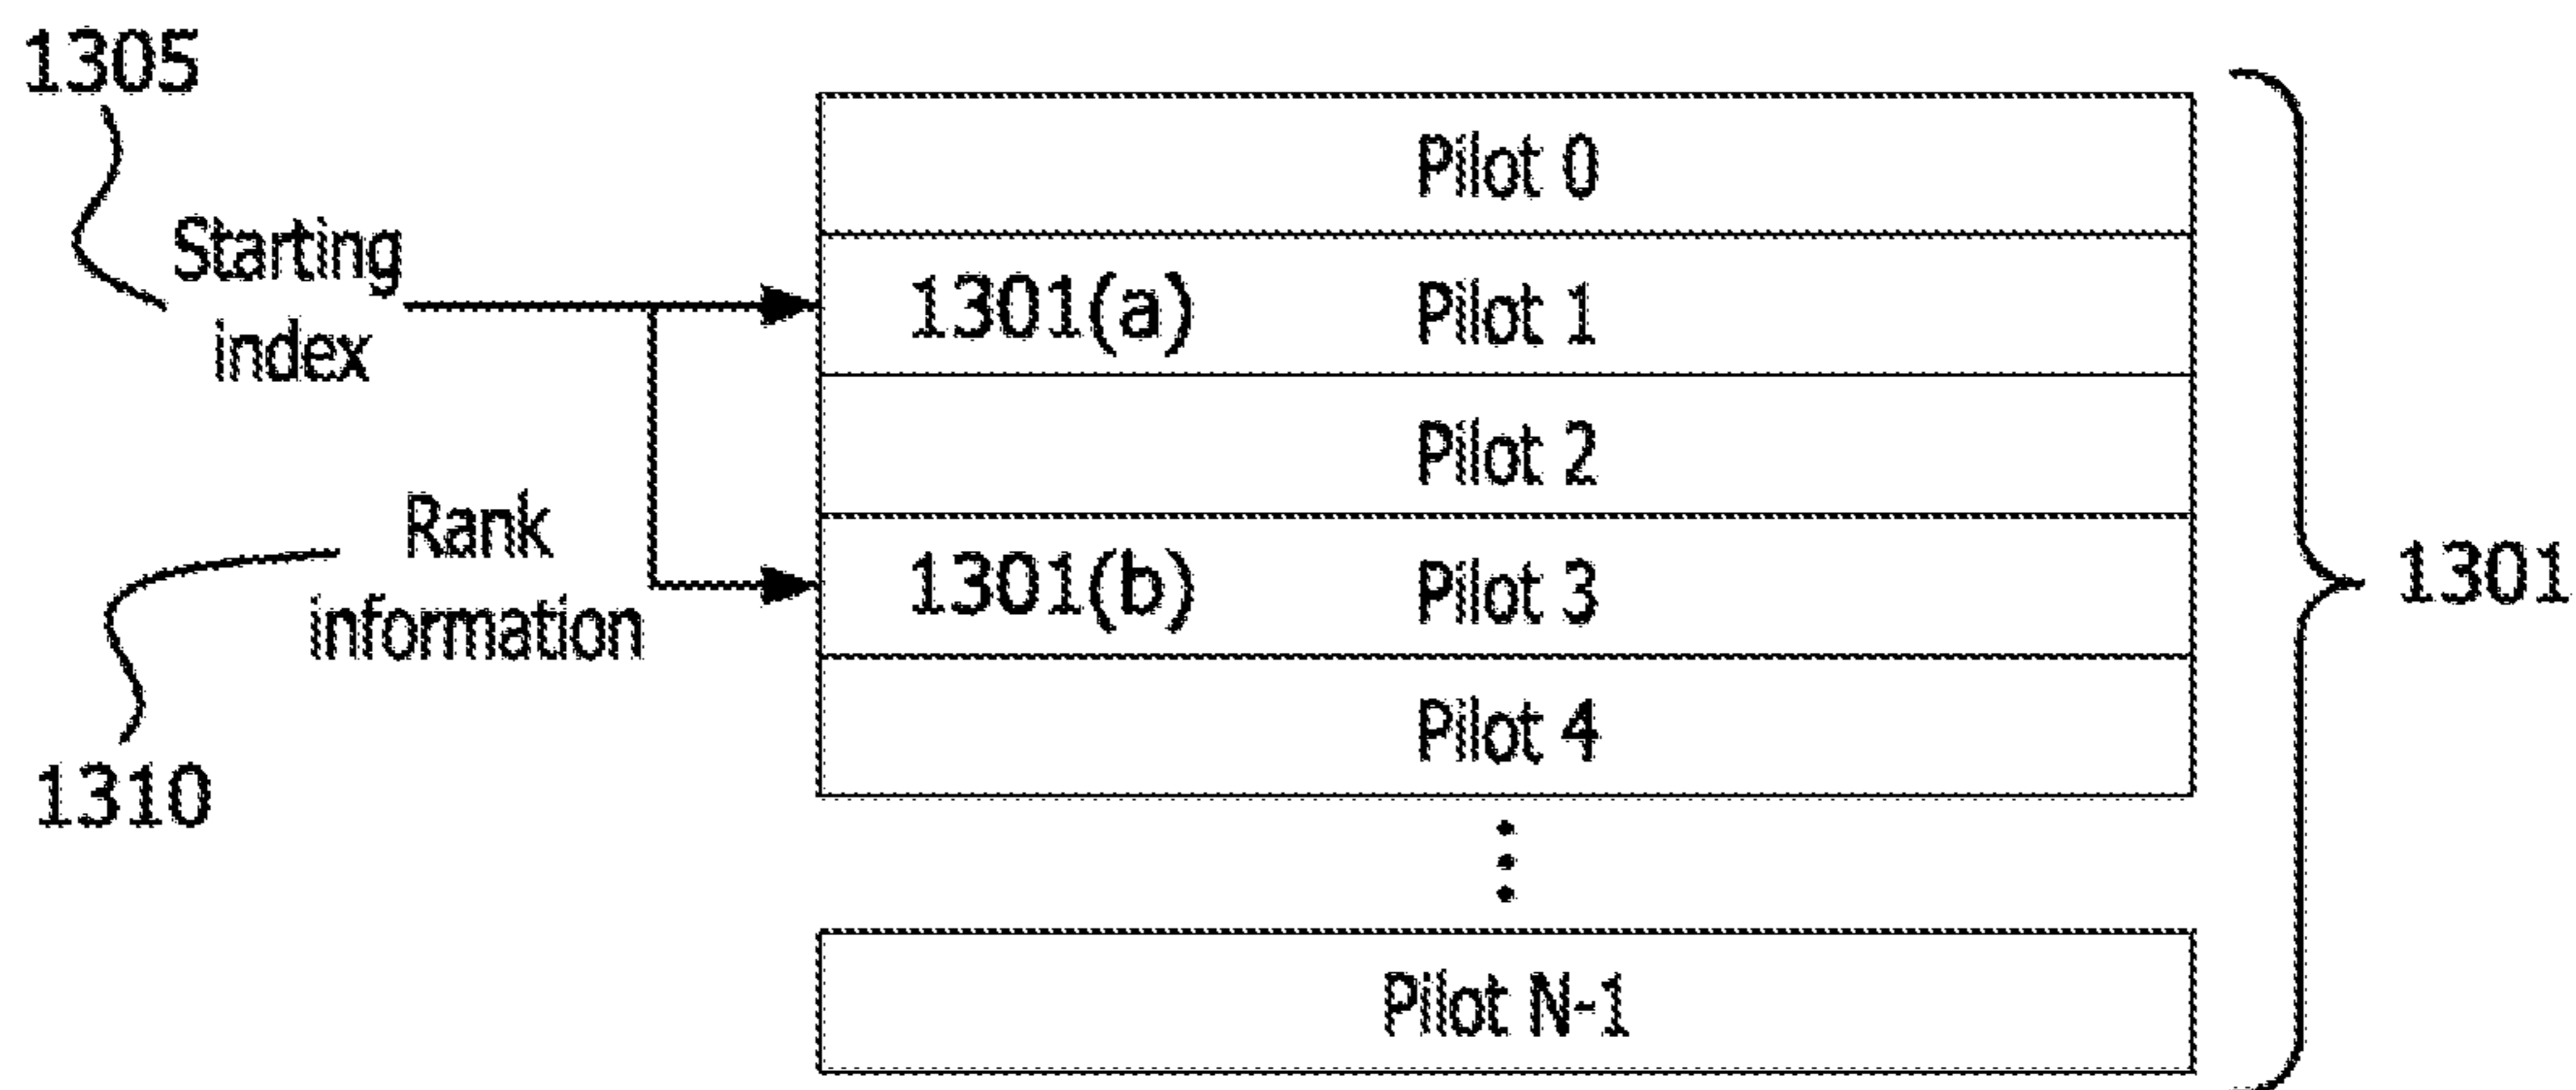 1305
Pilot 0
Starting
index
1301(a)
Pilot 1
Pilot 2
Rank
information
1301(b)
Pilot 3
1301
Pilot 4
1310
Pilot N-1